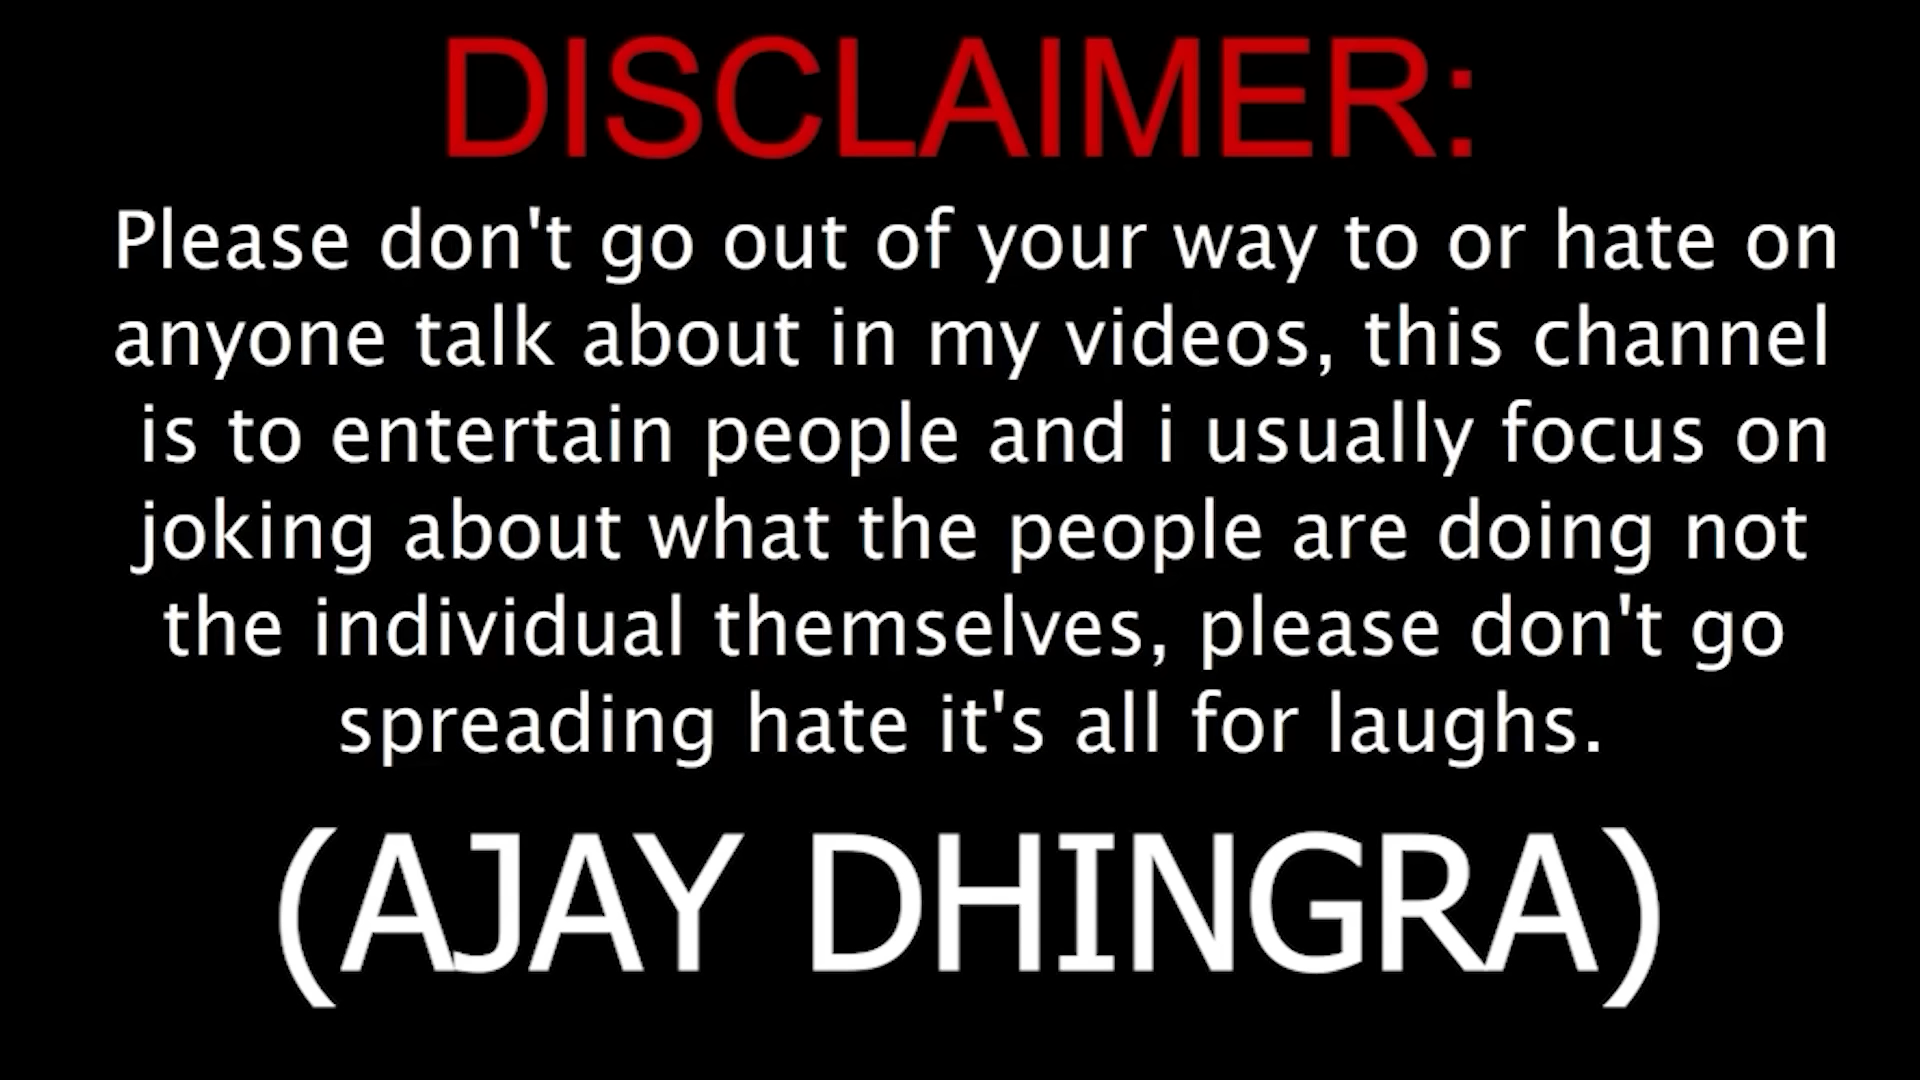 DISCLAIMER:
Please don't go out of your way to or hate on
anyone talk about in my videos, this channel
is to entertain people and i usually focus on
joking about what the people are doing not
the individual themselves, please don't go
spreading hate it's all for laughs.
(AJAY DHINGRA)